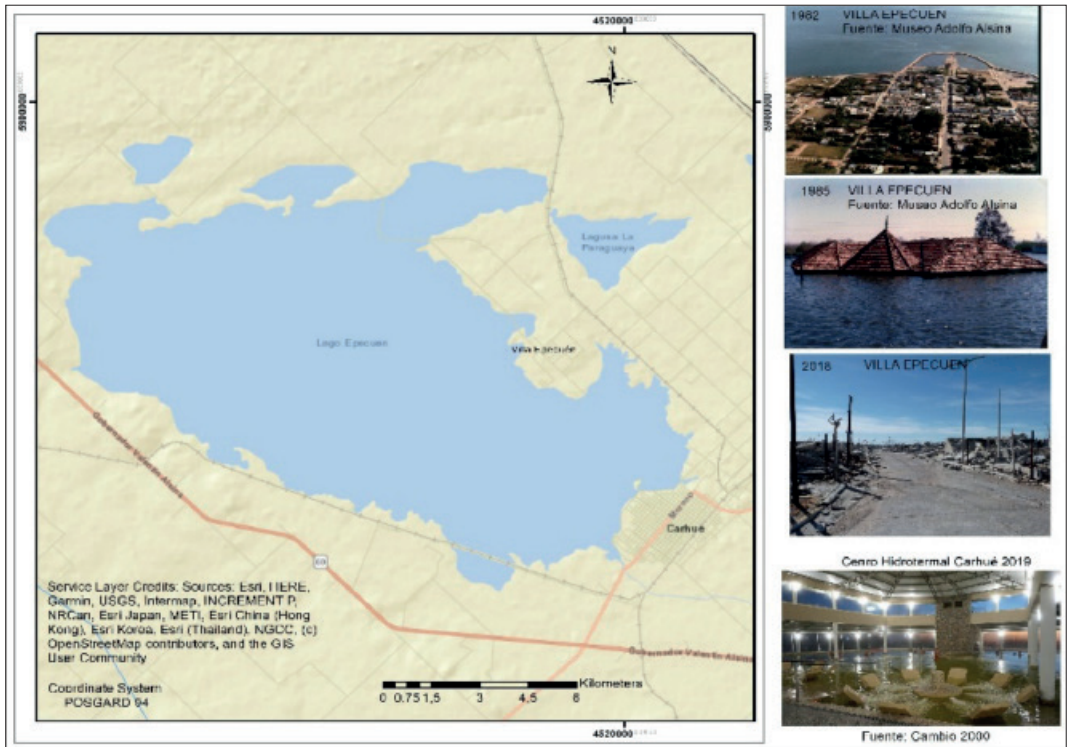 4520000
5900000
5900000
Laguna La
Paraguaya
Lago Epecuen
Villa Epecuén
Gobernador Valentín Alsina
Moreno
Carhué
Gobernador Valentín Alsina
Service Layer Credits: Sources: Esri, HERE,
Garmin, USGS, Intermap, INCREMENT P,
NRCan, Esri Japan, METI, Esri China (Hong
Kong), Esri Korea, Esri (Thailand), NGCC, (c)
OpenStreetMap contributors, and the GIS
User Community
Coordinate System
POSGARD 94
Kilometers
0 0.75 1,5 3 4,5 6
4520000
1982 VILLA EPECUEN
Fuente: Museo Adolfo Alsina
1985 VILLA EPECUEN
Fuente: Museo Adolfo Alsina
2018 VILLA EPECUEN
Cenro Hidrotermal Carhué 2019
Fuente: Cambio 2000